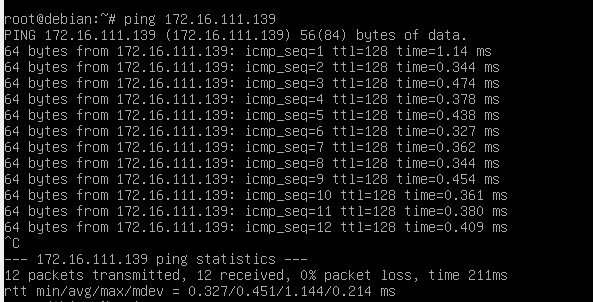 root@debian:~# ping 172.16.111.139
PING 172.16.111.139 (172.16.111.139) 56(84) bytes of data.
64 bytes from 172.16.111.139: icmp_seq=1 ttl=128 time=1.14 ms
64 bytes from 172.16.111.139: icmp_seq=2 ttl=128 time=0.344 ms
64 bytes from 172.16.111.139: icmp_seq=3 ttl=128 time=0.474 ms
64 bytes from 172.16.111.139: icmp_seq=4 ttl=128 time=0.378 ms
64 bytes from 172.16.111.139: icmp_seq=5 ttl=128 time=0.438 ms
64 bytes from 172.16.111.139: icmp_seq=6 ttl=128 time=0.327 ms
64 bytes from 172.16.111.139: icmp_seq=7 ttl=128 time=0.362 ms
64 bytes from 172.16.111.139: icmp_seq=8 ttl=128 time=0.344 ms
64 bytes from 172.16.111.139: icmp_seq=9 ttl=128 time=0.454 ms
64 bytes from 172.16.111.139: icmp_seq=10 ttl=128 time=0.361 ms
64 bytes from 172.16.111.139: icmp_seq=11 ttl=128 time=0.380 ms
64 bytes from 172.16.111.139: icmp_seq=12 ttl=128 time=0.409 ms
^C
--- 172.16.111.139 ping statistics ---
12 packets transmitted, 12 received, 0% packet loss, time 211ms
rtt min/avg/max/mdev = 0.327/0.451/1.144/0.214 ms